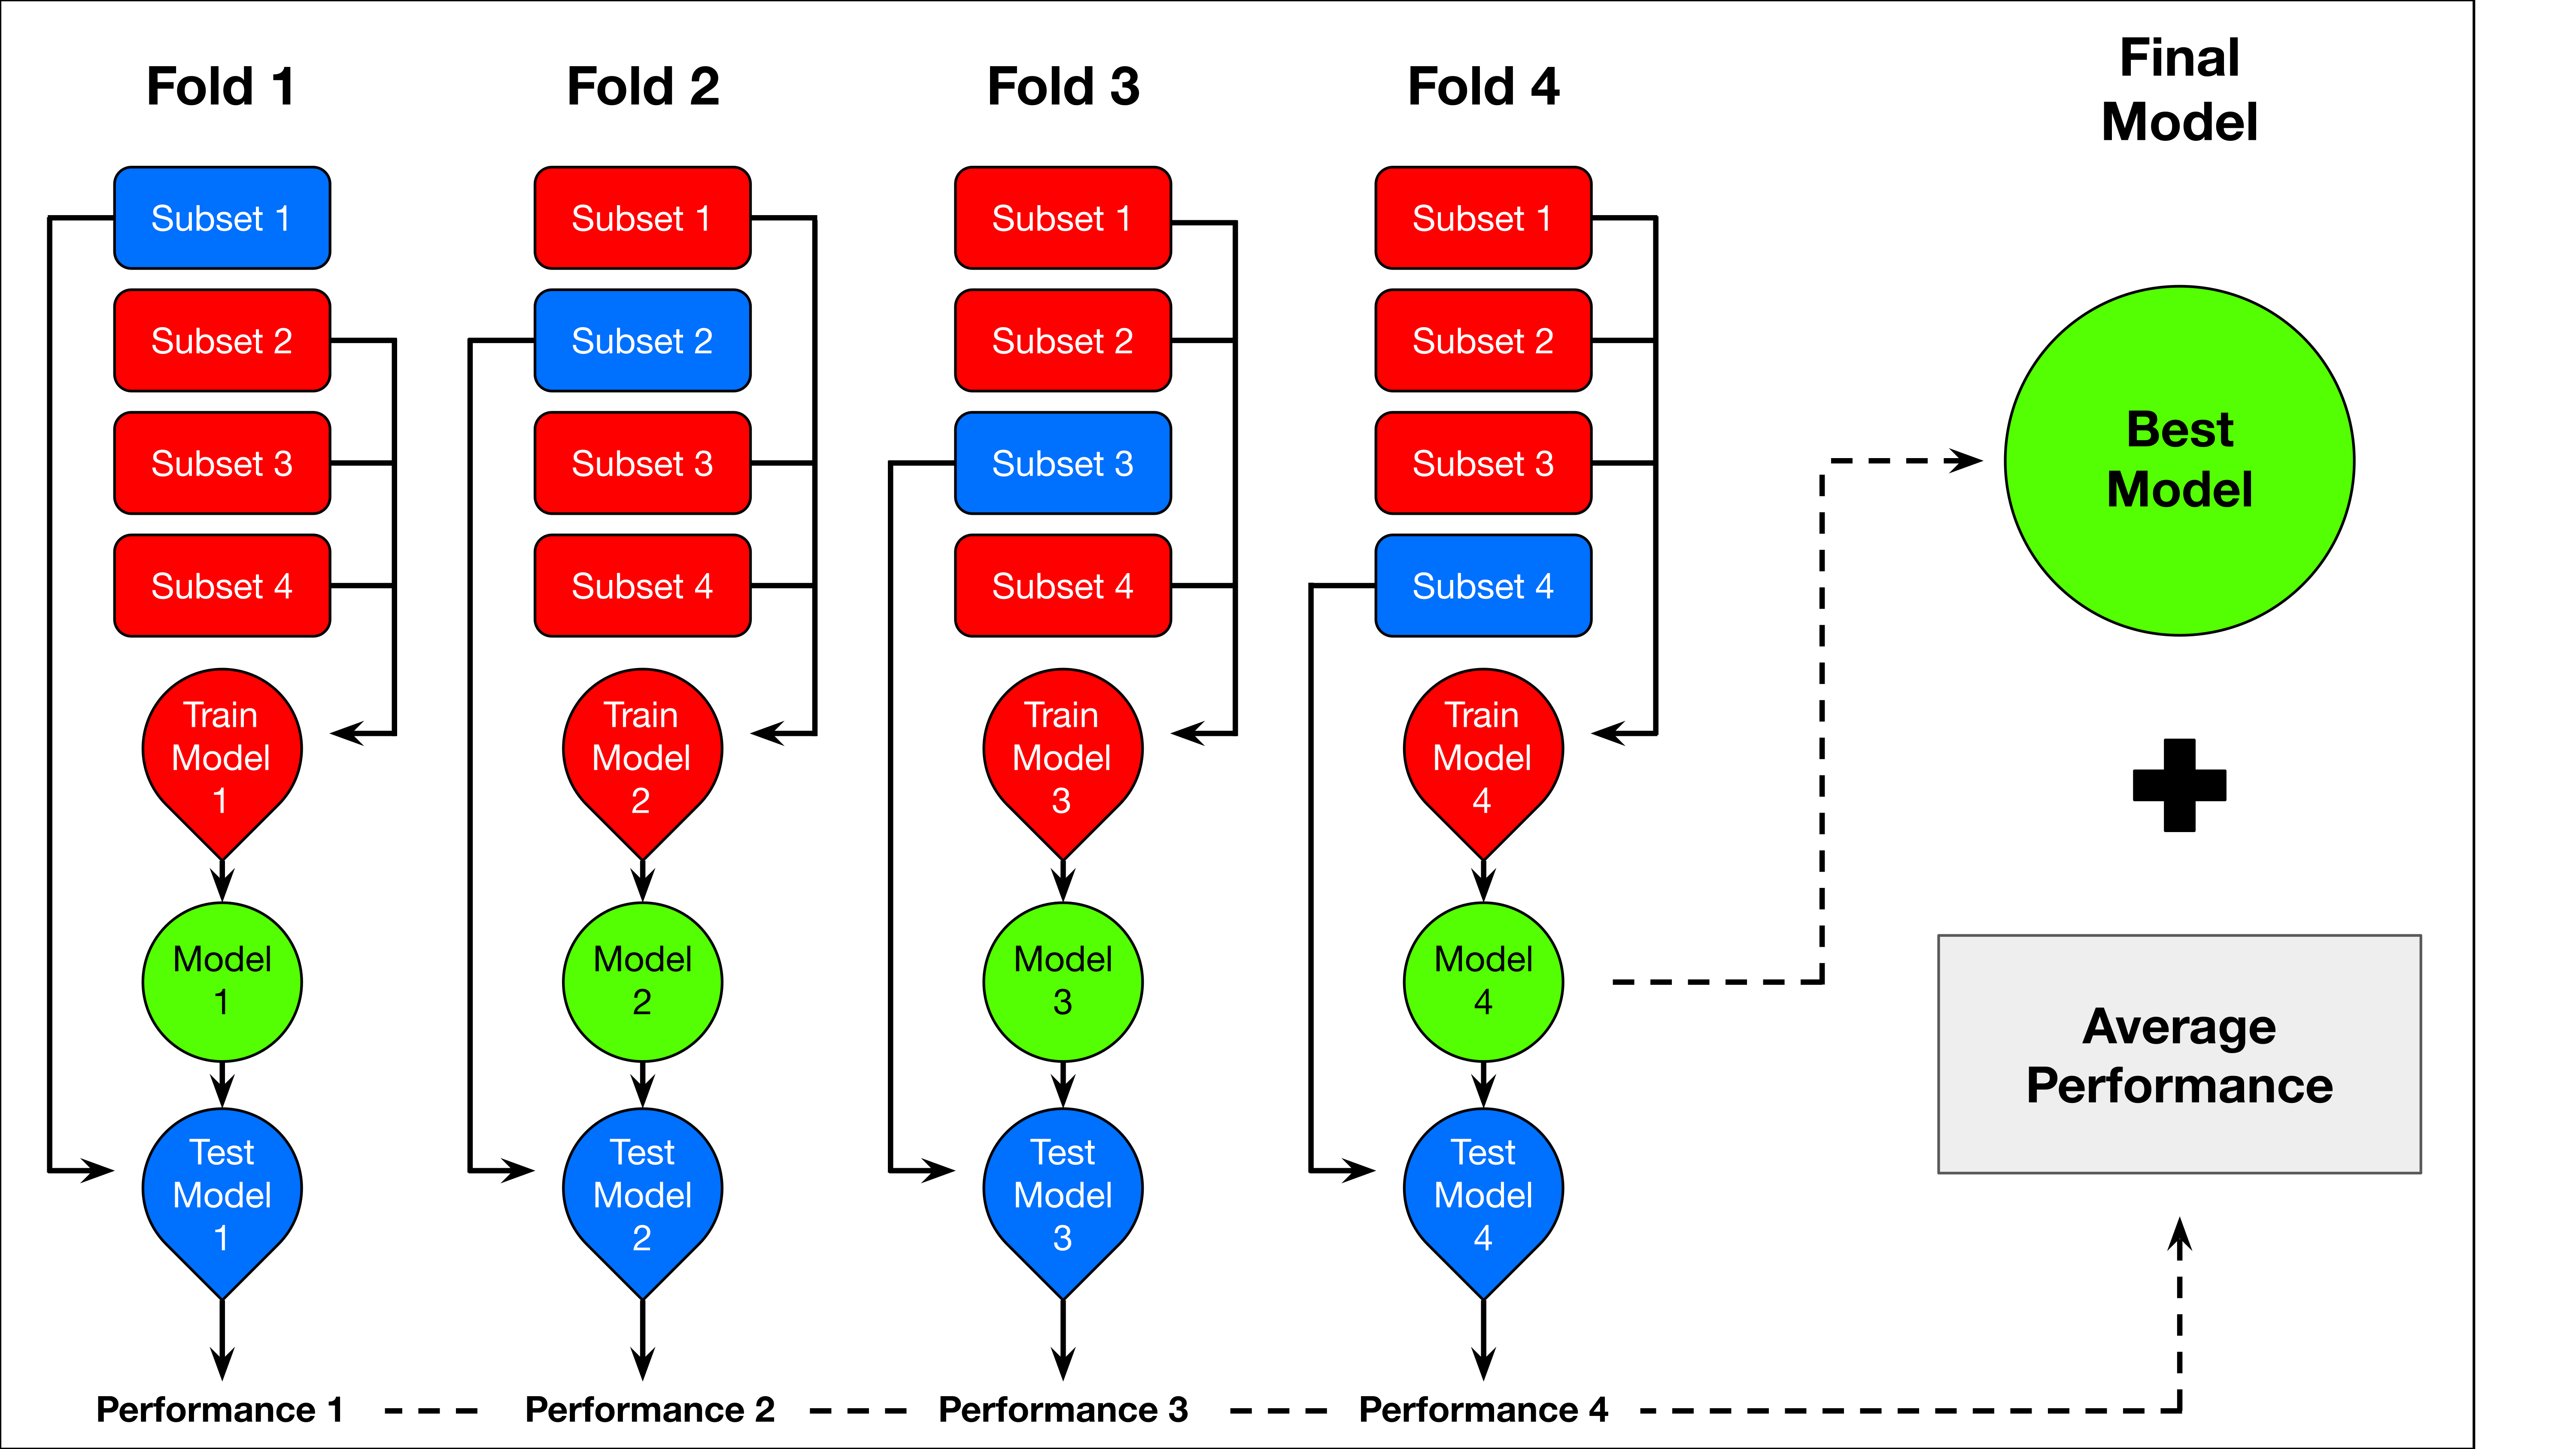 Fold 1
Subset 1
Subset 2
Subset 3
Subset 4
Train
Model
1
Model
1
Test
Model
1
Performance 1
Fold 2
Subset 1
Subset 2
Subset 3
Subset 4
Train
Model
2
Model
2
Test
Model
2
Performance 2
Fold 3
Subset 1
Subset 2
Subset 3
Subset 4
Train
Model
3
Model
3
Test
Model
3
Performance 3
Fold 4
Subset 1
Subset 2
Subset 3
Subset 4
Train
Model
4
Model
4
Test
Model
4
Performance 4
Final
Model
Best
Model
Average
Performance